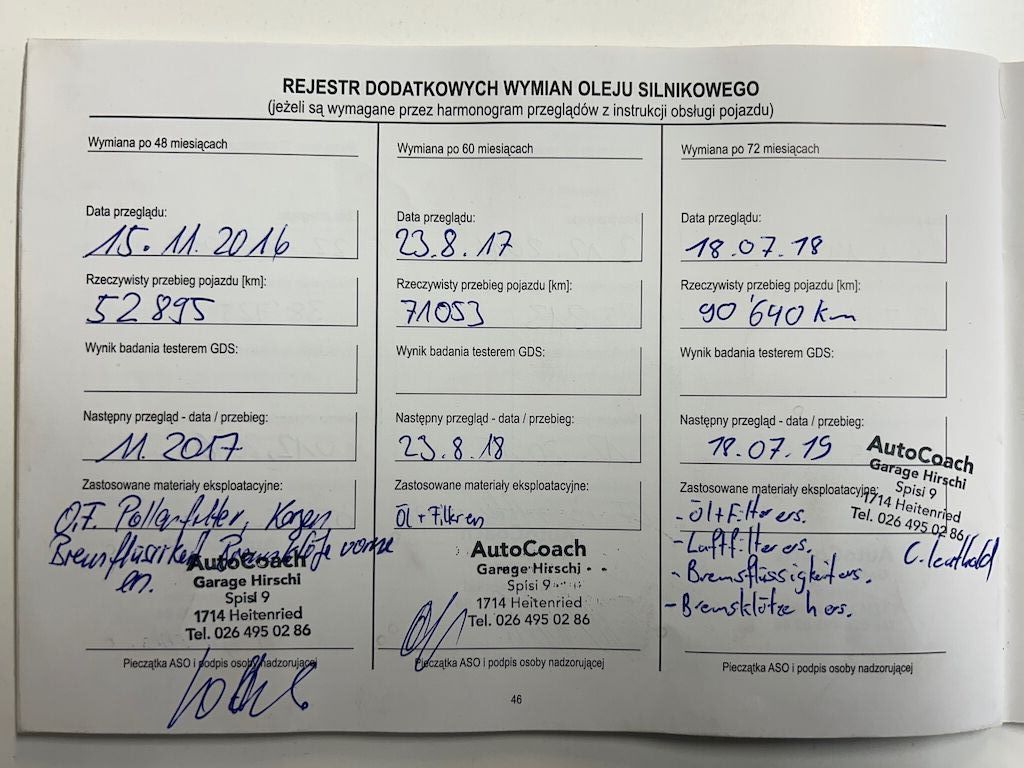 REJESTR DODATKOWYCH WYMIAN OLEJU SILNIKOWEGO
(jeżeli są wymagane przez harmonogram przeglądów z instrukcji obsługi pojazdu)
Wymiana po 48 miesiącach
Data przeglądu:
15.11.2016
Rzeczywisty przebieg pojazdu [km]:
52895
Wynik badania testerem GDS:
Następny przegląd - data / przebieg:
11.2017
Zastosowane materiały eksploatacyjne:
O.F. Pollenfilter,
Bremsflüssikeit Bremsklötze vorne
en.
AutoCoach
Garage Hirschi
Spisi 9
1714 Heitenried
Tel. 026 495 02 86
Pieczątka ASO i podpis osoby nadzorującej
Wymiana po 60 miesiącach
Data przeglądu:
23.8.17
Rzeczywisty przebieg pojazdu [km]:
71053
Wynik badania testerem GDS:
Następny przegląd - data / przebieg:
23.8.18
Zastosowane materiały eksploatacyjne:
Öl + Filtren
AutoCoach
Garage Hirschi
Spisi 9
1714 Heitenried
Tel. 026 495 02 86
Pieczątka ASO i podpis osoby nadzorującej
Wymiana po 72 miesiącach
Data przeglądu:
18.07.18
Rzeczywisty przebieg pojazdu [km]:
90'640 km
Wynik badania testerem GDS:
Następny przegląd - data / przebieg:
18.07.19
Zastosowane materiały eksploatacyjne:
- Öl+Filter ers.
- Luftfilter ers.
- Bremsflüssigkeit ers.
- Bremsklötze h ers.
AutoCoach
Garage Hirschi
Spisi 9
1714 Heitenried
Tel. 026 495 02 86
C. Leuthold
Pieczątka ASO i podpis osoby nadzorującej
46